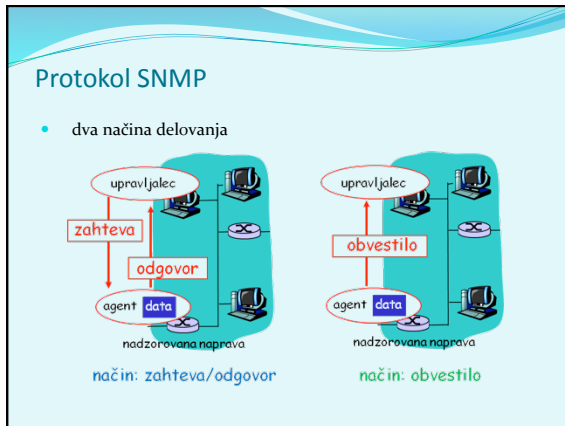 Protokol SNMP
dva načina delovanja
upravljalec
zahteva
odgovor
agent data
nadzorovana naprava
način: zahteva/odgovor
upravljalec
obvestilo
agent data
nadzorovana naprava
način: obvestilo